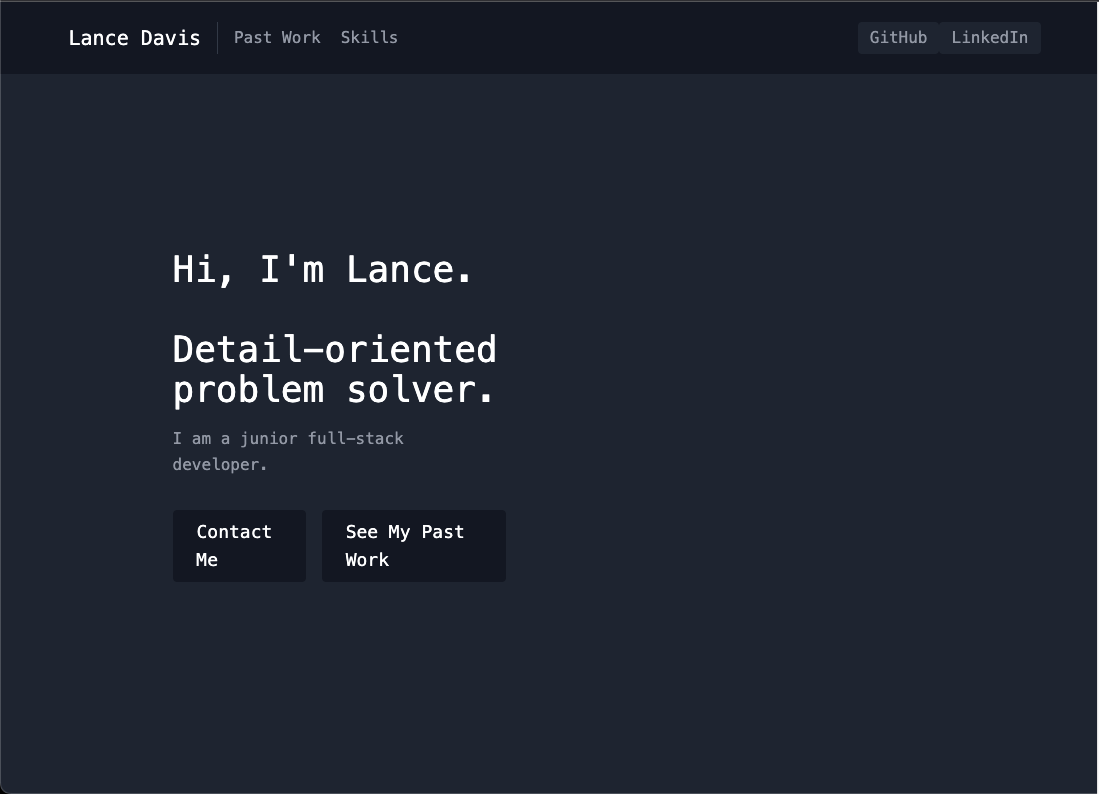 Lance Davis
Past Work
Skills
GitHub
LinkedIn
Hi, I'm Lance.
Detail-oriented
problem solver.
I am a junior full-stack
developer.
Contact
Me
See My Past
Work